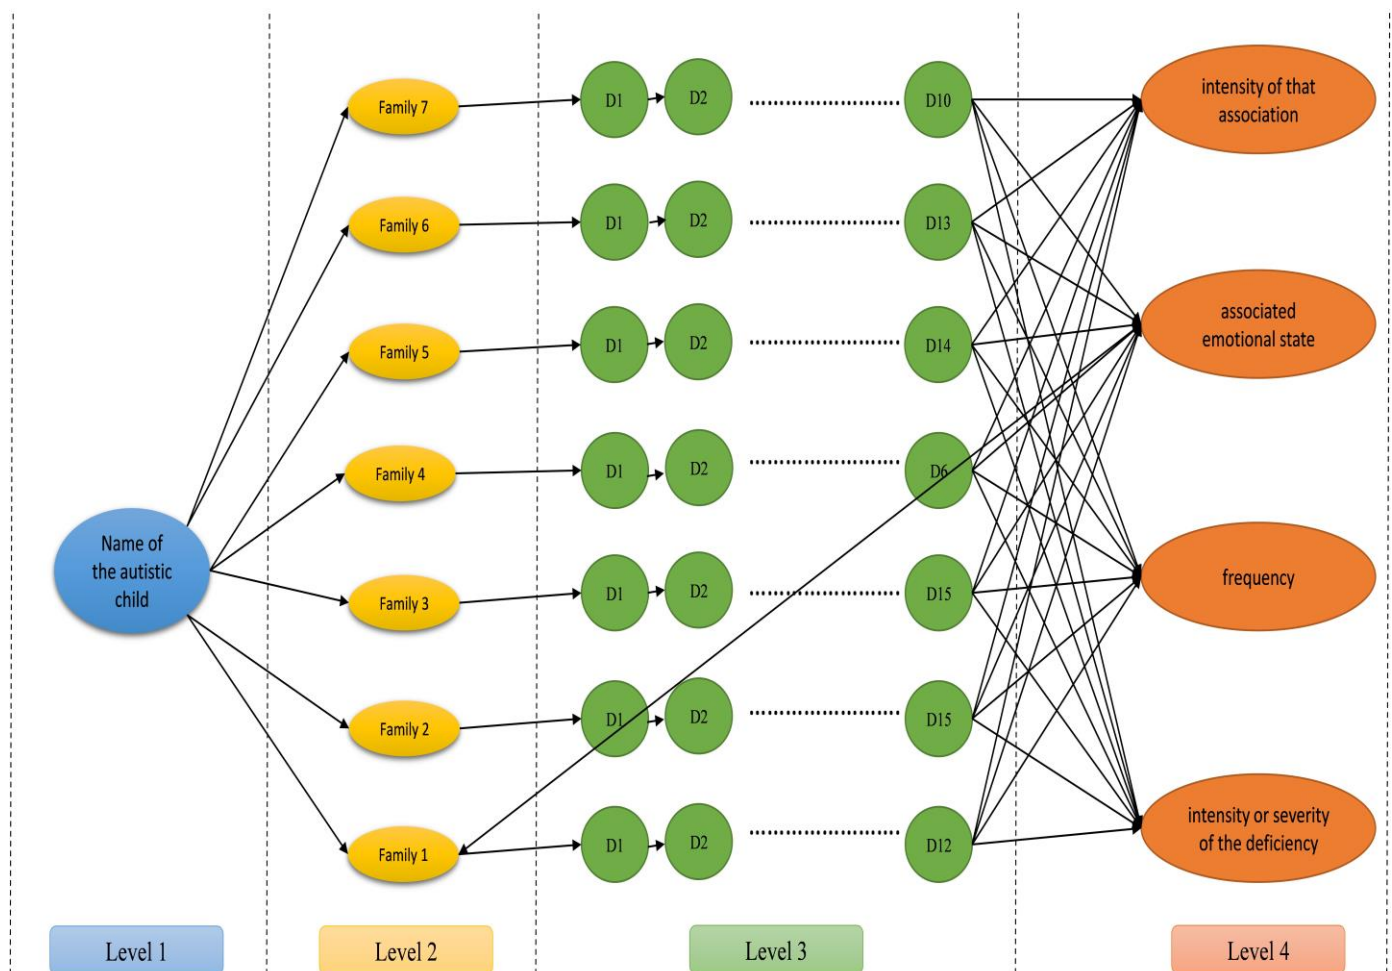 Family 7
D1
D2
D10
intensity of that
association
Family 6
D1
D2
D13
Family 5
D1
D2
D14
associated
emotional state
Family 4
D1
D2
D6
Name of
the autistic
child
Family 3
D1
D2
D15
frequency
Family 2
D1
D2
D15
Family 1
D1
D2
D12
intensity or severity
of the deficiency
Level 1
Level 2
Level 3
Level 4